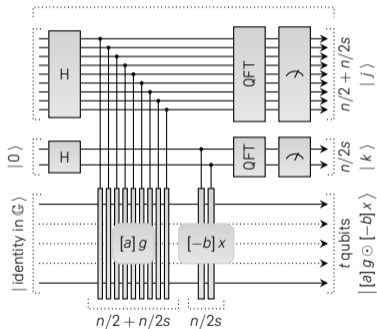 H
QFT
n/2 + n/2s
| j ⟩
| 0 ⟩
H
QFT
n/2s
| k ⟩
| identity in 𝔾 ⟩
[a] g
[−b] x
t qubits
| [a] g ⊙ [−b] x ⟩
n/2 + n/2s
n/2s